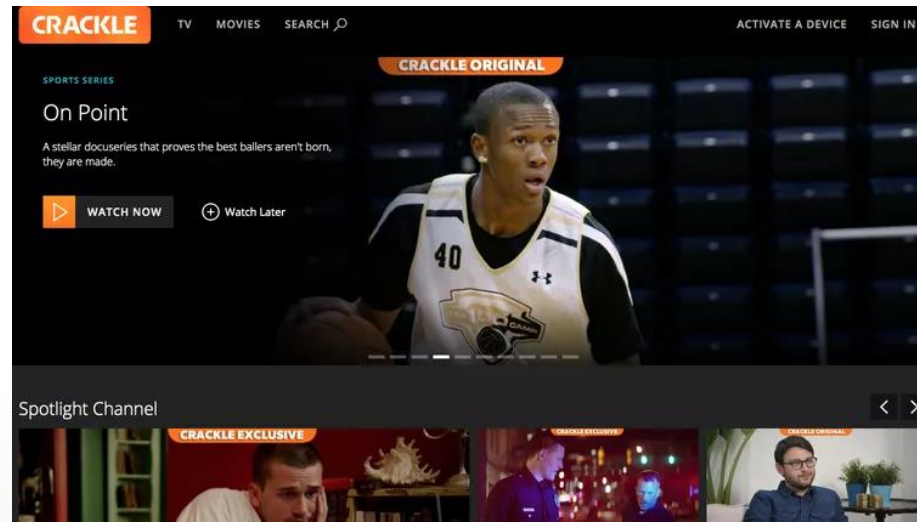 CRACKLE
TV
MOVIES
SEARCH
ACTIVATE A DEVICE
SIGN IN
CRACKLE ORIGINAL
SPORTS SERIES
On Point
A stellar docuseries that proves the best ballers aren't born,
they are made.
WATCH NOW
Watch Later
40
Spotlight Channel
CRACKLE EXCLUSIVE
CRACKLE EXCLUSIVE
CRACKLE ORIGINAL